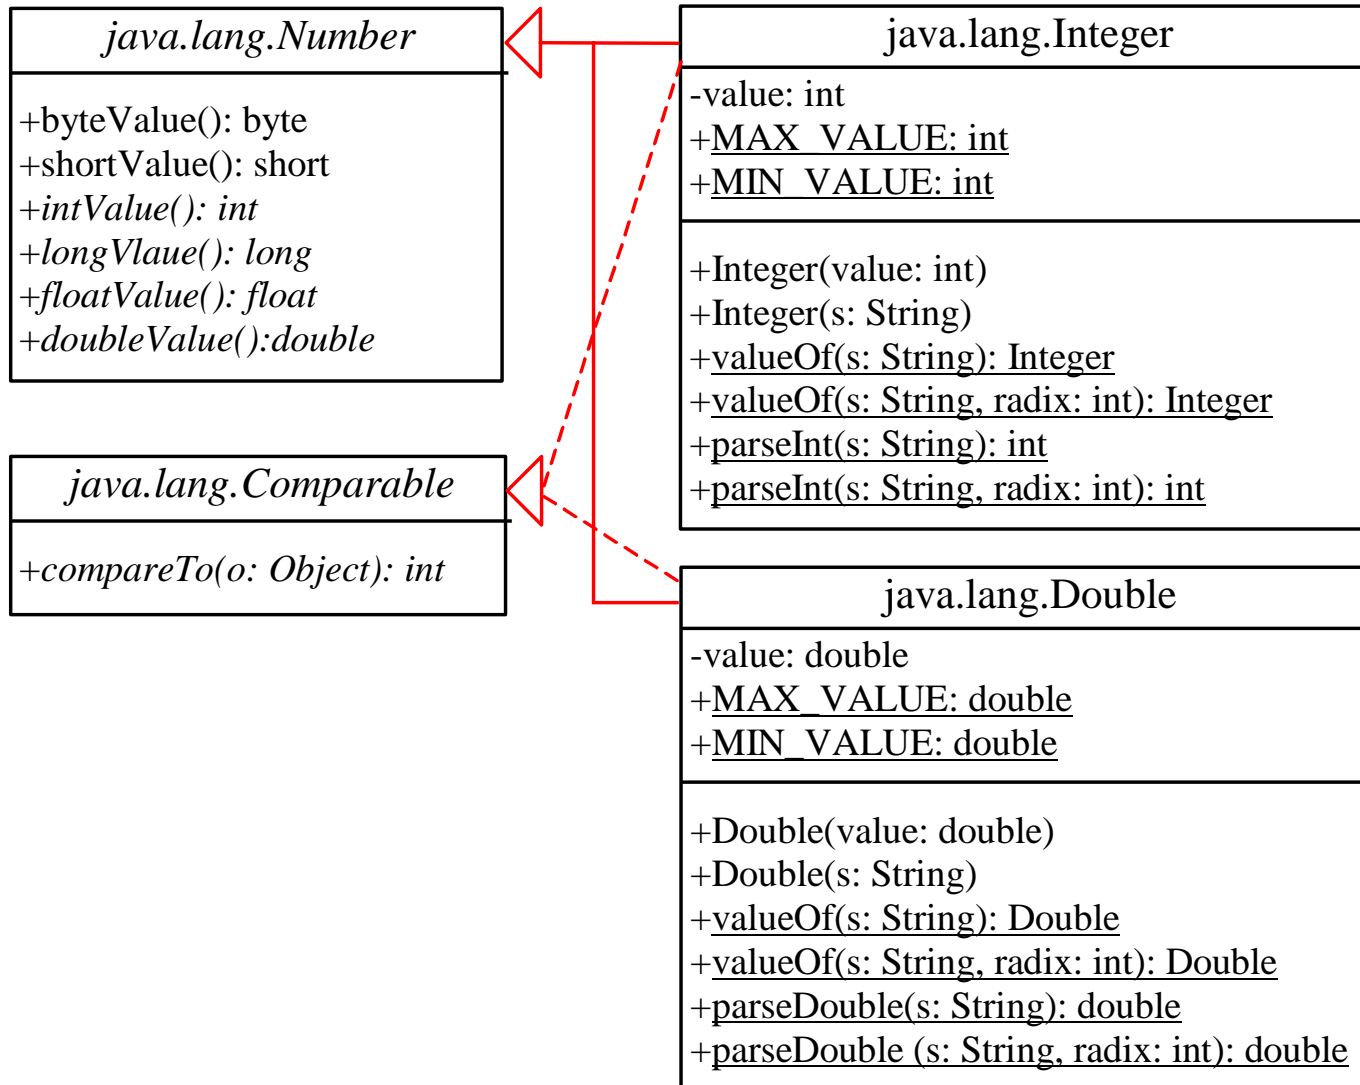 java.lang.Number
+byteValue(): byte
+shortValue(): short
+intValue(): int
+longVlaue(): long
+floatValue(): float
+doubleValue():double
java.lang.Comparable
+compareTo(o: Object): int
java.lang.Integer
-value: int
+MAX_VALUE: int
+MIN_VALUE: int
+Integer(value: int)
+Integer(s: String)
+valueOf(s: String): Integer
+valueOf(s: String, radix: int): Integer
+parseInt(s: String): int
+parseInt(s: String, radix: int): int
java.lang.Double
-value: double
+MAX_VALUE: double
+MIN_VALUE: double
+Double(value: double)
+Double(s: String)
+valueOf(s: String): Double
+valueOf(s: String, radix: int): Double
+parseDouble(s: String): double
+parseDouble (s: String, radix: int): double